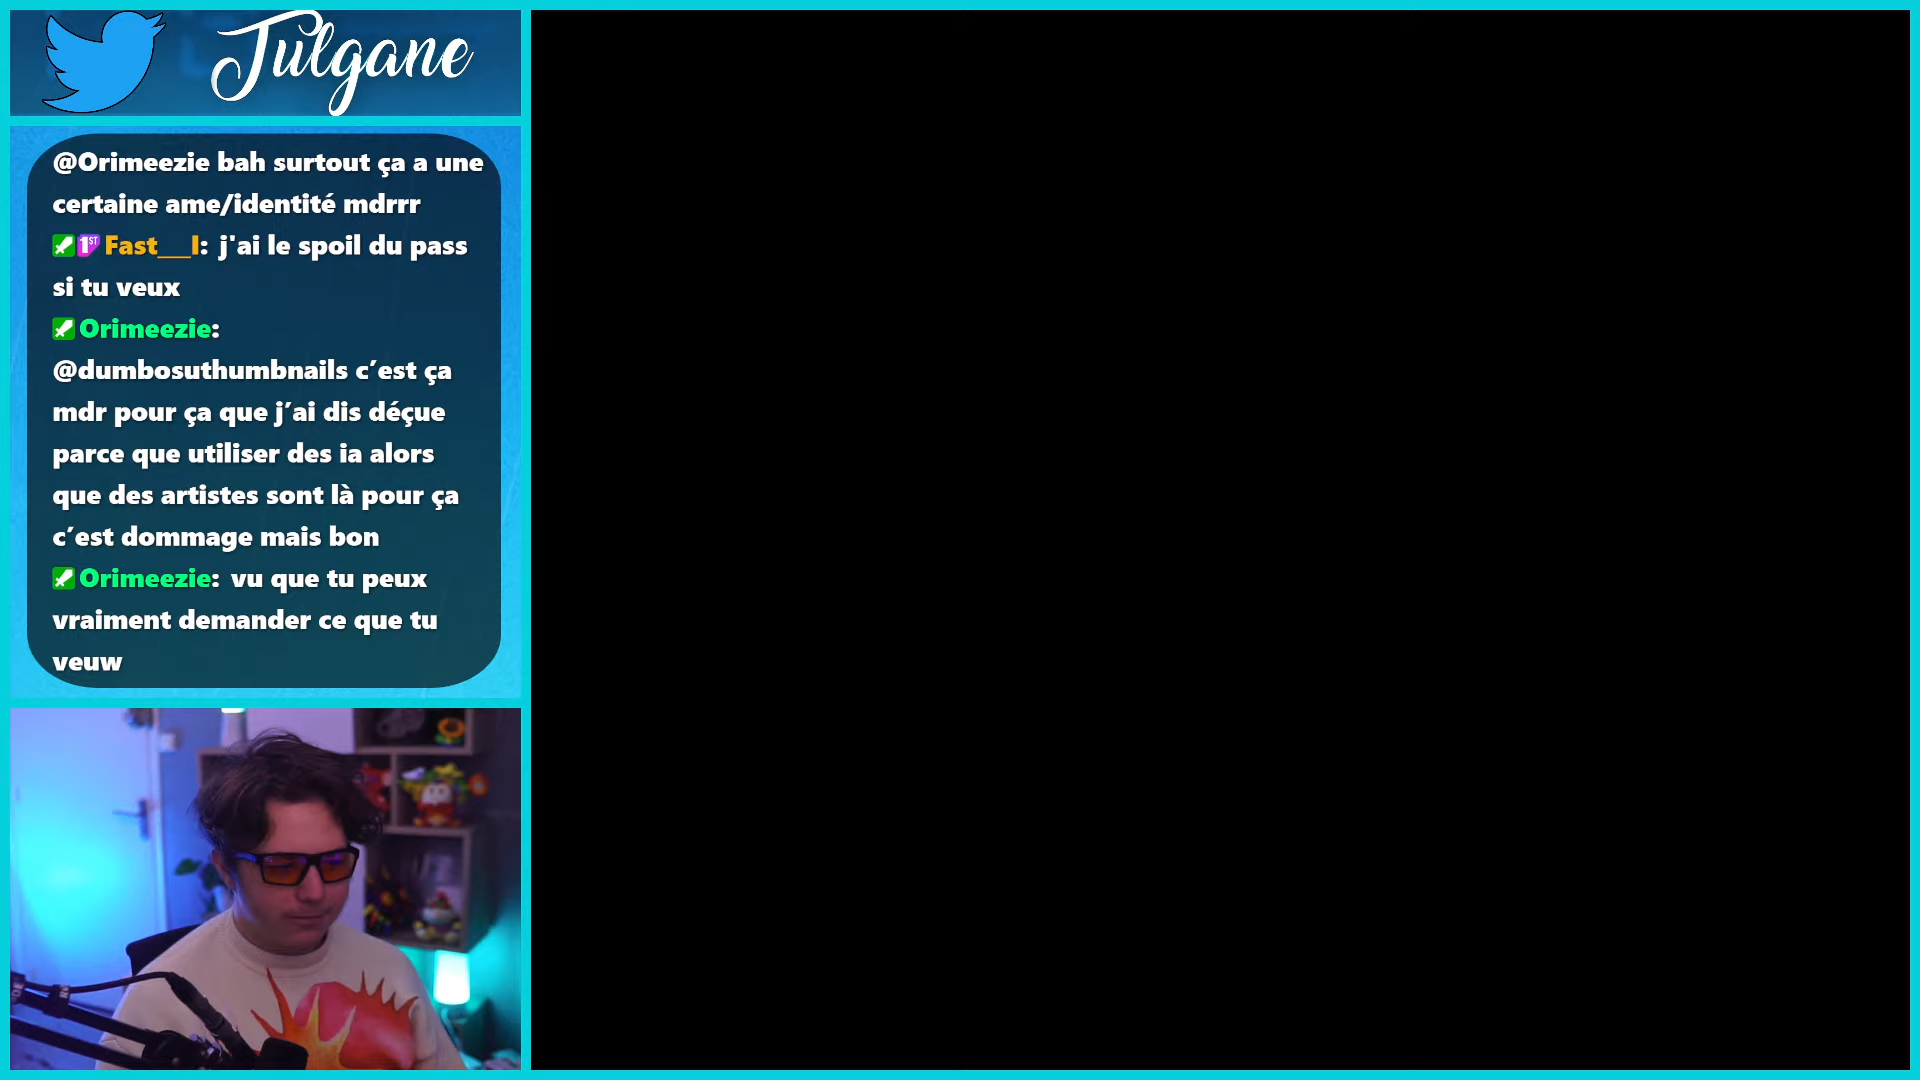 Julgane
@Orimeezie bah surtout ça a une
certaine ame/identité mdrrr
1ST Fast__I: j'ai le spoil du pass
si tu veux
Orimeezie:
@dumbosuthumbnails c’est ça
mdr pour ça que j’ai dis déçue
parce que utiliser des ia alors
que des artistes sont là pour ça
c’est dommage mais bon
Orimeezie: vu que tu peux
vraiment demander ce que tu
veuw